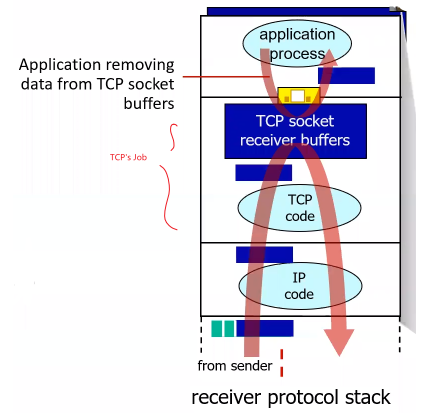 application
process
Application removing
data from TCP socket
buffers
TCP socket
receiver buffers
TCP's Job
TCP
code
IP
code
from sender
receiver protocol stack